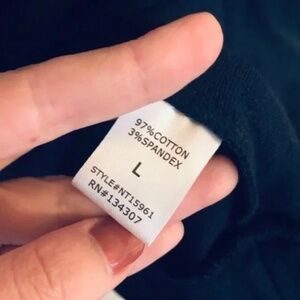 97%COTTON
3%SPANDEX
L
STYLE#NT15961
RN#134307